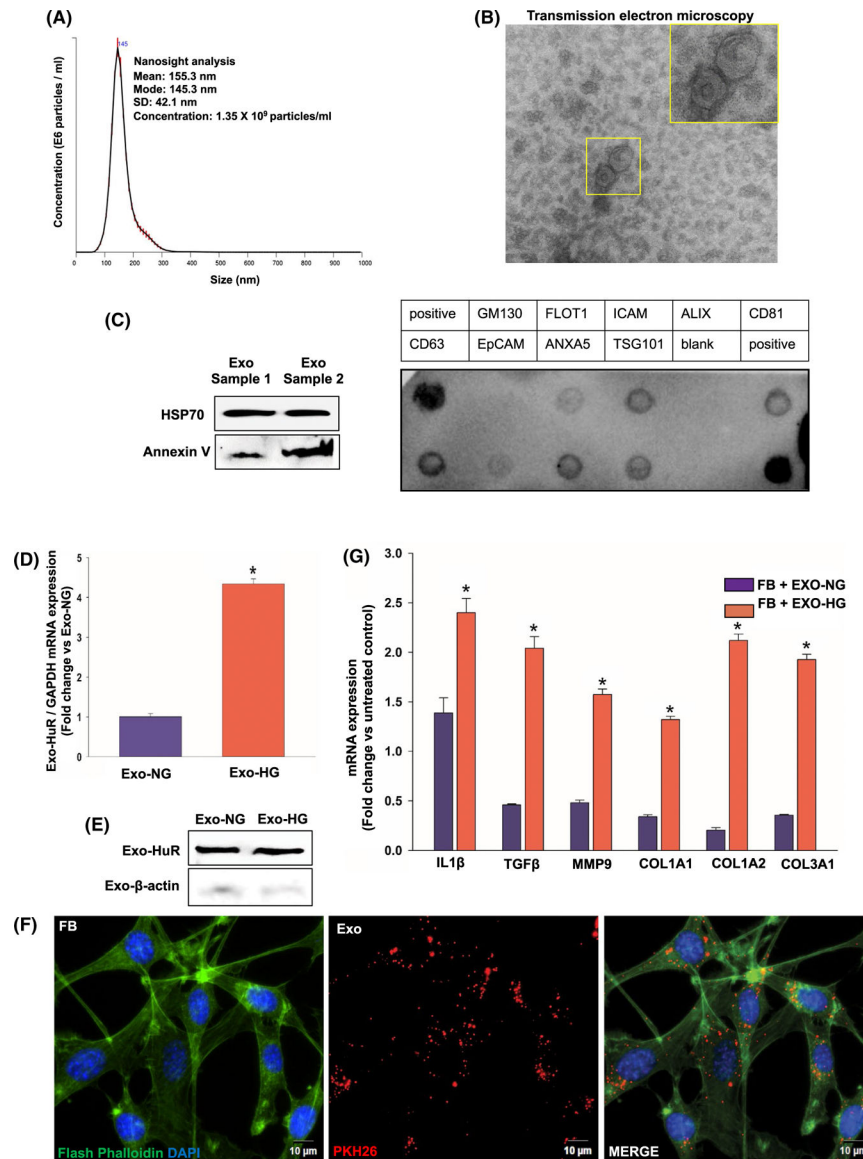 (A)
145
Nanosight analysis
Mean: 155.3 nm
Mode: 145.3 nm
SD: 42.1 nm
Concentration: 1.35 X 10⁹ particles/ml
Concentration (E6 particles / ml)
0 100 200 300 400 500 600 700 800 900 1000
Size (nm)
(B)
Transmission electron microscopy
(C)
Exo Exo
Sample 1 Sample 2
HSP70
Annexin V
positive GM130 FLOT1 ICAM ALIX CD81
CD63 EpCAM ANXA5 TSG101 blank positive
(D)
Exo-HuR / GAPDH mRNA expression
(Fold change vs Exo-NG)
5
4
3
2
1
0
*
Exo-NG Exo-HG
(E)
Exo-NG Exo-HG
Exo-HuR
Exo-β-actin
(G)
mRNA expression
(Fold change vs untreated control)
3.0
2.5
2.0
1.5
1.0
0.5
0.0
FB + EXO-NG
FB + EXO-HG
* * * * * *
IL1β TGFβ MMP9 COL1A1 COL1A2 COL3A1
(F)
FB
Flash Phalloidin DAPI
10 µm
Exo
PKH26
10 µm
MERGE
10 µm